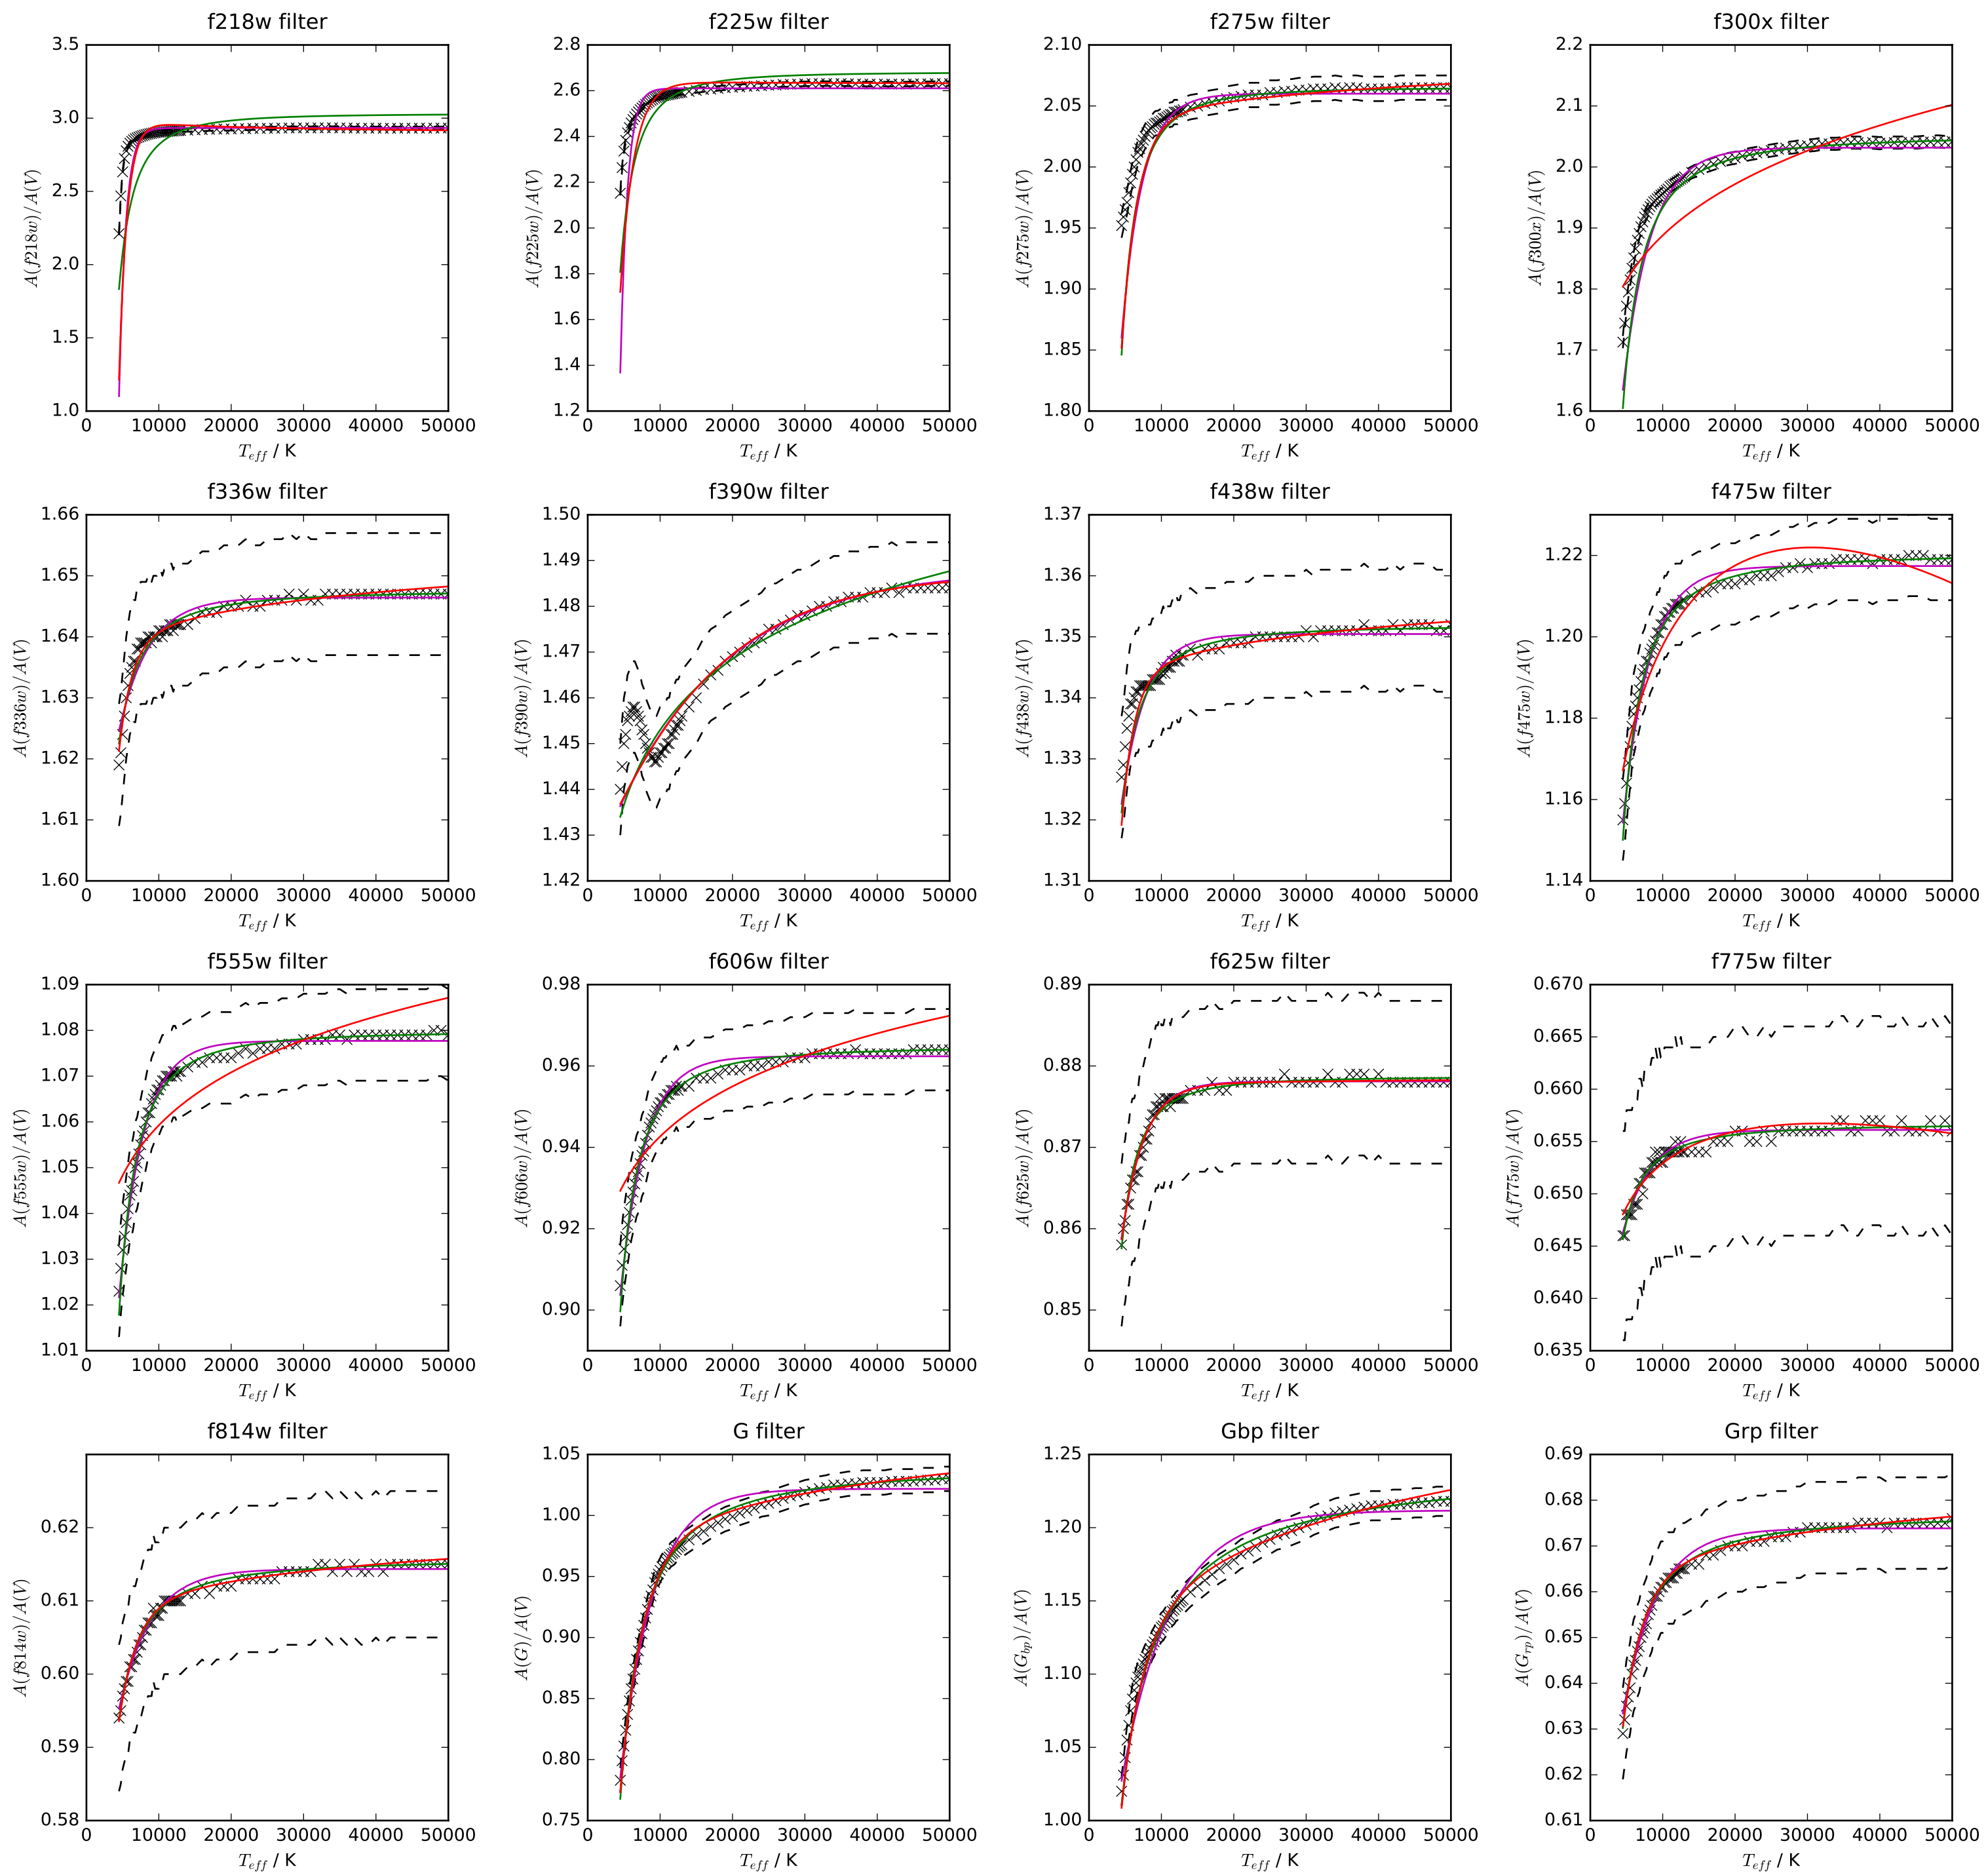 f218w filter
f225w filter
f275w filter
f300x filter
3.5
3.0
2.5
2.0
1.5
1.0
A(f218w)/A(V)
0 10000 20000 30000 40000 50000
T_eff / K
2.8
2.6
2.4
2.2
2.0
1.8
1.6
1.4
1.2
A(f225w)/A(V)
0 10000 20000 30000 40000 50000
T_eff / K
2.10
2.05
2.00
1.95
1.90
1.85
1.80
A(f275w)/A(V)
0 10000 20000 30000 40000 50000
T_eff / K
2.2
2.1
2.0
1.9
1.8
1.7
1.6
A(f300x)/A(V)
0 10000 20000 30000 40000 50000
T_eff / K
f336w filter
f390w filter
f438w filter
f475w filter
1.66
1.65
1.64
1.63
1.62
1.61
1.60
A(f336w)/A(V)
0 10000 20000 30000 40000 50000
T_eff / K
1.50
1.49
1.48
1.47
1.46
1.45
1.44
1.43
1.42
A(f390w)/A(V)
0 10000 20000 30000 40000 50000
T_eff / K
1.37
1.36
1.35
1.34
1.33
1.32
1.31
A(f438w)/A(V)
0 10000 20000 30000 40000 50000
T_eff / K
1.22
1.20
1.18
1.16
1.14
A(f475w)/A(V)
0 10000 20000 30000 40000 50000
T_eff / K
f555w filter
f606w filter
f625w filter
f775w filter
1.09
1.08
1.07
1.06
1.05
1.04
1.03
1.02
1.01
A(f555w)/A(V)
0 10000 20000 30000 40000 50000
T_eff / K
0.98
0.96
0.94
0.92
0.90
A(f606w)/A(V)
0 10000 20000 30000 40000 50000
T_eff / K
0.89
0.88
0.87
0.86
0.85
A(f625w)/A(V)
0 10000 20000 30000 40000 50000
T_eff / K
0.670
0.665
0.660
0.655
0.650
0.645
0.640
0.635
A(f775w)/A(V)
0 10000 20000 30000 40000 50000
T_eff / K
f814w filter
G filter
Gbp filter
Grp filter
0.62
0.61
0.60
0.59
0.58
A(f814w)/A(V)
0 10000 20000 30000 40000 50000
T_eff / K
1.05
1.00
0.95
0.90
0.85
0.80
0.75
A(G)/A(V)
0 10000 20000 30000 40000 50000
T_eff / K
1.25
1.20
1.15
1.10
1.05
1.00
A(G_bp)/A(V)
0 10000 20000 30000 40000 50000
T_eff / K
0.69
0.68
0.67
0.66
0.65
0.64
0.63
0.62
0.61
A(G_rp)/A(V)
0 10000 20000 30000 40000 50000
T_eff / K